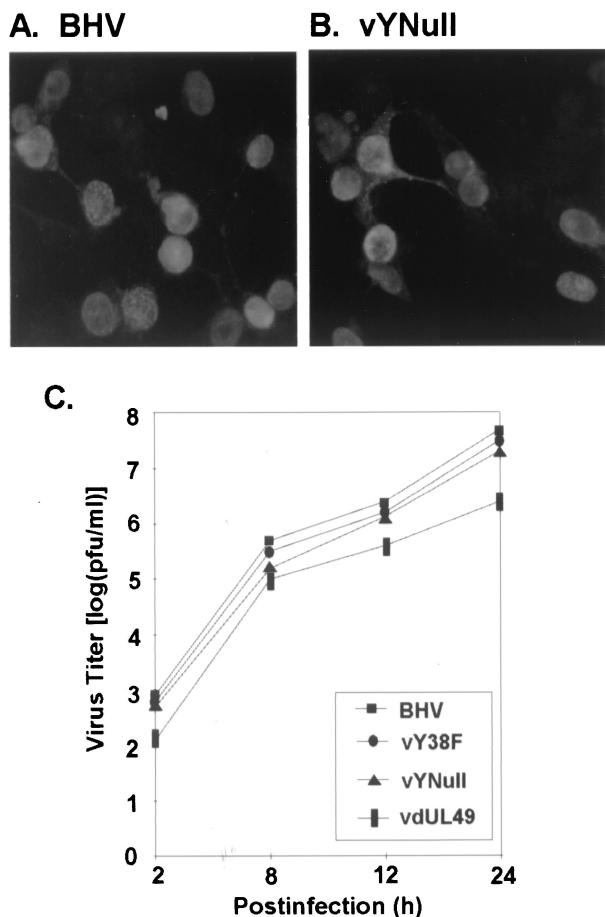 A. BHV
B. vYNull
C.
8
7
6
5
4
3
2
1
0
Virus Titer [log(pfu/ml)]
BHV
vY38F
vYNull
vdUL49
2 8 12 24
Postinfection (h)